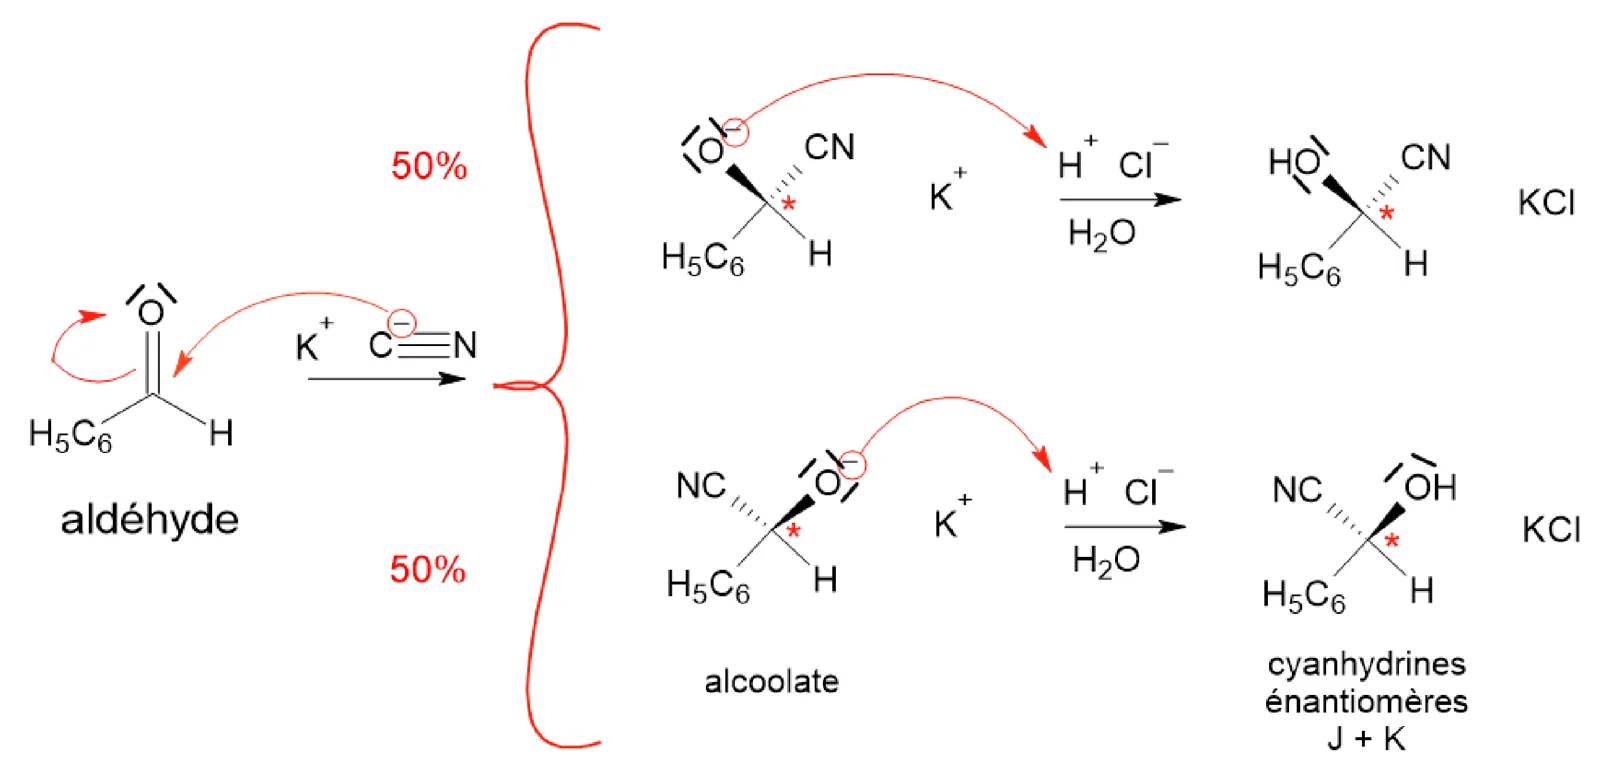 50%
O
CN
H5C6
H
K+
H+ Cl−
H2O
HO
CN
H5C6
H
KCl
O
H5C6
H
K+
C≡N
aldéhyde
50%
NC
O
H5C6
H
K+
H+ Cl−
H2O
NC
OH
H5C6
H
KCl
alcoolate
cyanhydrines
énantiomères
J + K